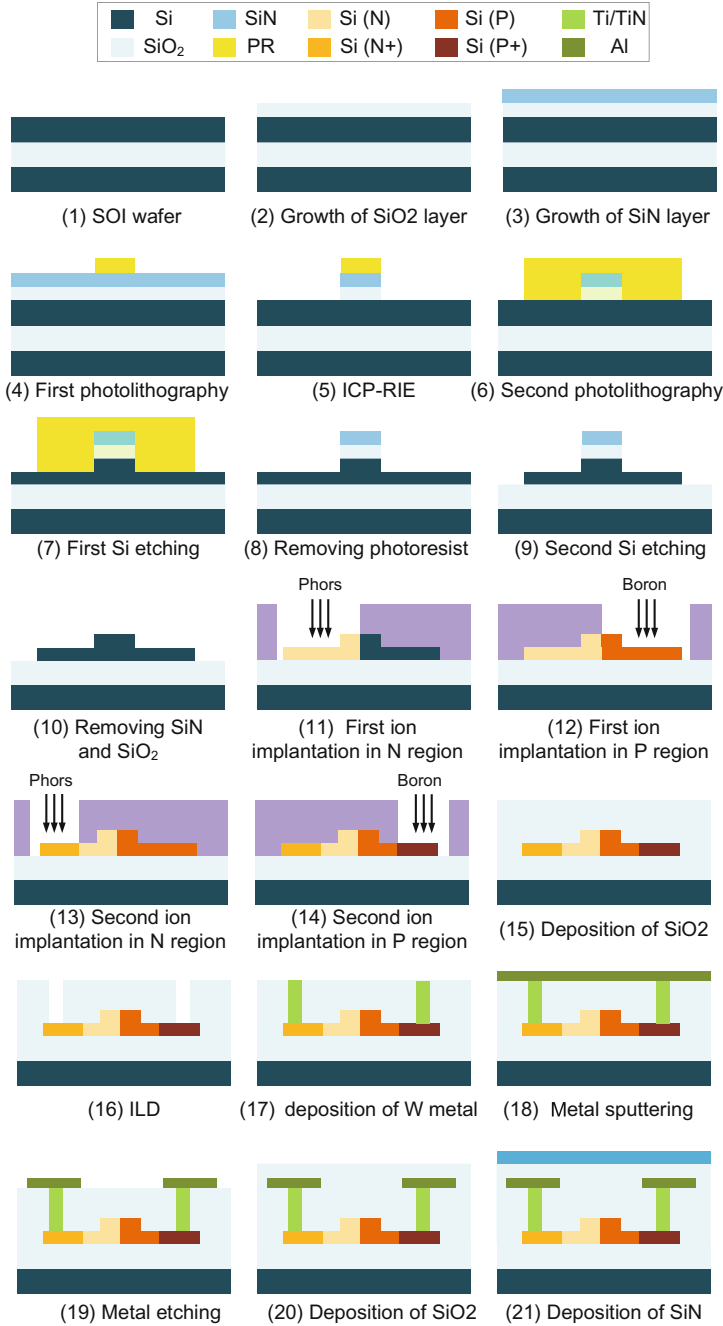 Si SiN Si (N) Si (P) Ti/TiN
SiO₂ PR Si (N+) Si (P+) Al
(1) SOI wafer
(2) Growth of SiO2 layer
(3) Growth of SiN layer
(4) First photolithography
(5) ICP-RIE
(6) Second photolithography
(7) First Si etching
(8) Removing photoresist
(9) Second Si etching
Phors
Boron
(10) Removing SiN
and SiO₂
(11) First ion
implantation in N region
(12) First ion
implantation in P region
Phors
Boron
(13) Second ion
implantation in N region
(14) Second ion
implantation in P region
(15) Deposition of SiO2
(16) ILD
(17) deposition of W metal
(18) Metal sputtering
(19) Metal etching
(20) Deposition of SiO2
(21) Deposition of SiN